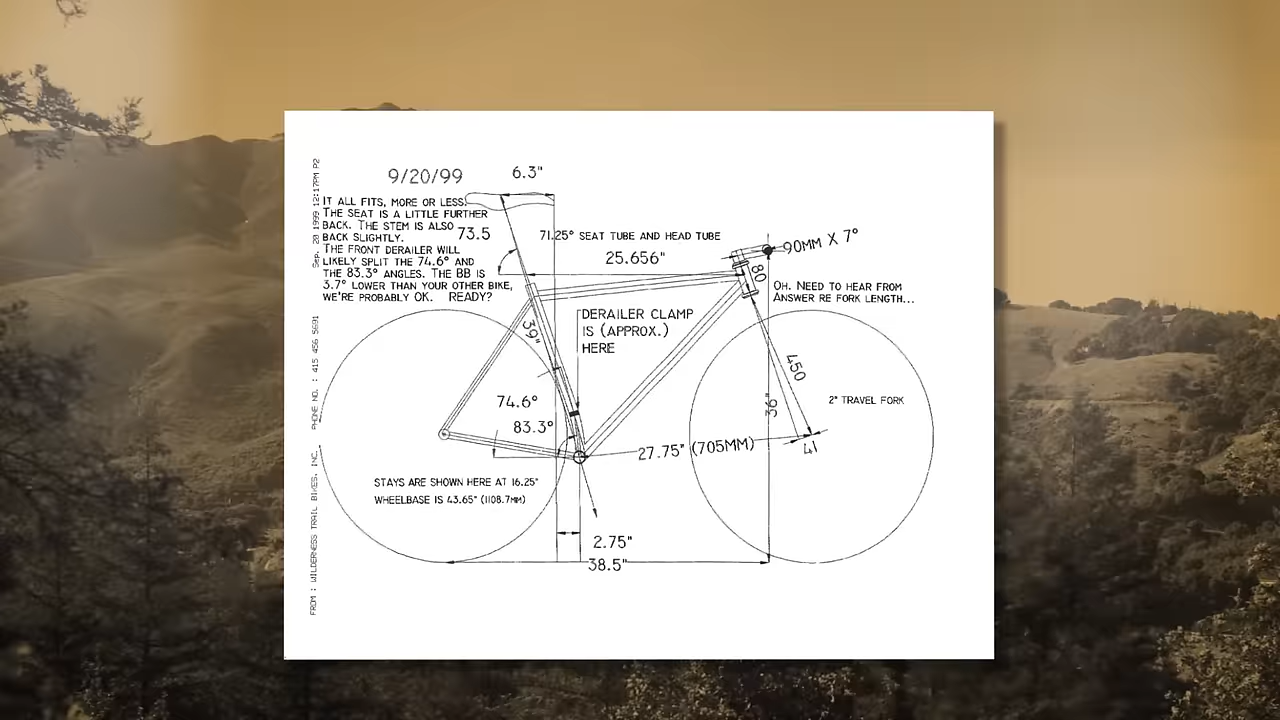 Sep. 20 1999 12:17PM P2
PHONE NO. : 415 456 5691
FROM : WILDERNESS TRAIL BIKES, INC.
9/20/99
6.3"
IT ALL FITS, MORE OR LESS.
THE SEAT IS A LITTLE FURTHER
BACK. THE STEM IS ALSO
BACK SLIGHTLY.
THE FRONT DERAILER WILL
LIKELY SPLIT THE 74.6° AND
THE 83.3° ANGLES. THE BB IS
3.7" LOWER THAN YOUR OTHER BIKE,
WE'RE PROBABLY OK. READY?
73.5
71.25° SEAT TUBE AND HEAD TUBE
25.656"
90MM X 7°
80
OH. NEED TO HEAR FROM
ANSWER RE FORK LENGTH...
DERAILER CLAMP
IS (APPROX.)
HERE
39"
450
36"
2" TRAVEL FORK
74.6°
83.3°
27.75" (705MM)
41
STAYS ARE SHOWN HERE AT 16.25"
WHEELBASE IS 43.65" (1108.7MM)
2.75"
38.5"